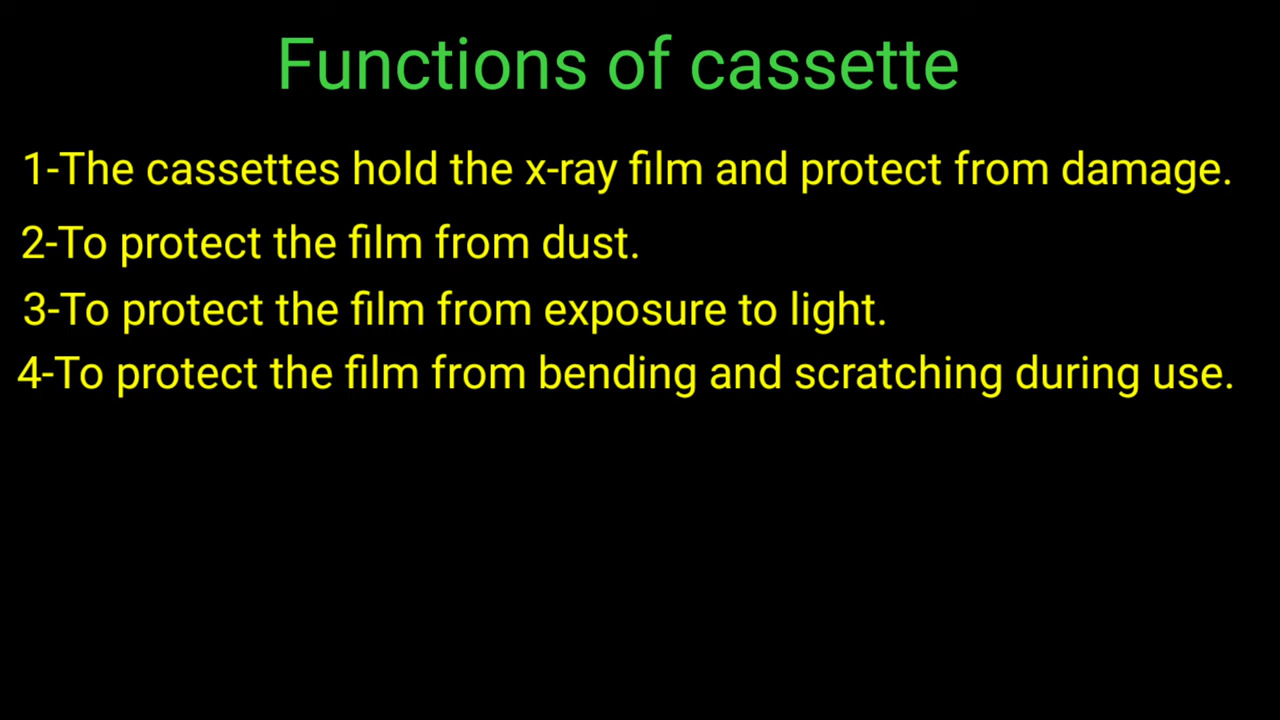 Functions of cassette
1-The cassettes hold the x-ray film and protect from damage.
2-To protect the film from dust.
3-To protect the film from exposure to light.
4-To protect the film from bending and scratching during use.